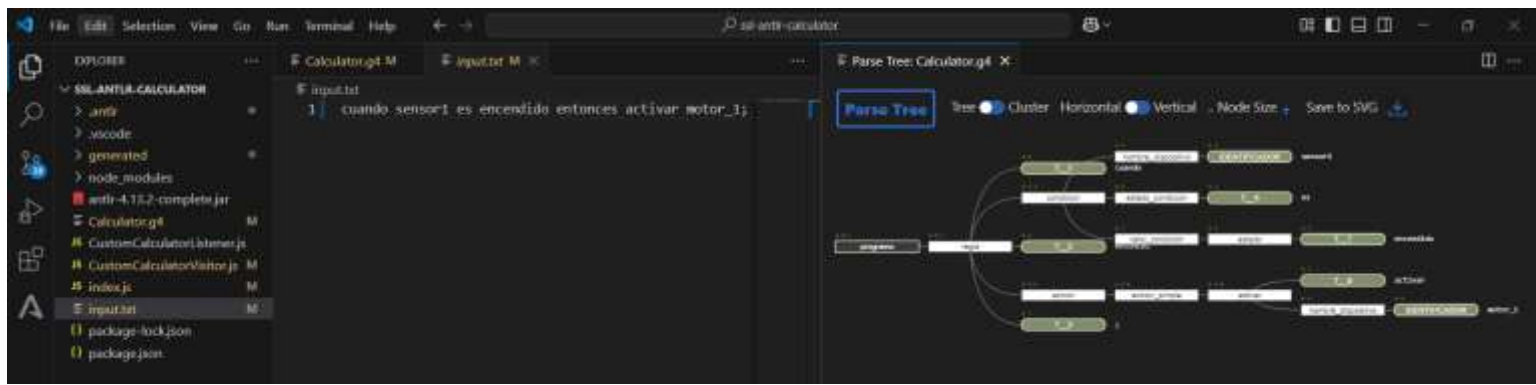 File Edit Selection View Go Run Terminal Help
ssl-antlr-calculator
EXPLORER
SSL-ANTLR-CALCULATOR
.antlr
.vscode
generated
node_modules
antlr-4.13.2-complete.jar
Calculator.g4 M
CustomCalculatorListener.js
CustomCalculatorVisitor.js M
index.js M
input.txt M
package-lock.json
package.json
Calculator.g4 M
input.txt M
input.txt
1 cuando sensor1 es encendido entonces activar motor_1;
Parse Tree: Calculator.g4
Parse Tree
Tree Cluster Horizontal Vertical - Node Size + Save to SVG
IDENTIFICADOR sensor1
cuando
es
programa
regla
encendido
activar
IDENTIFICADOR motor_1
;